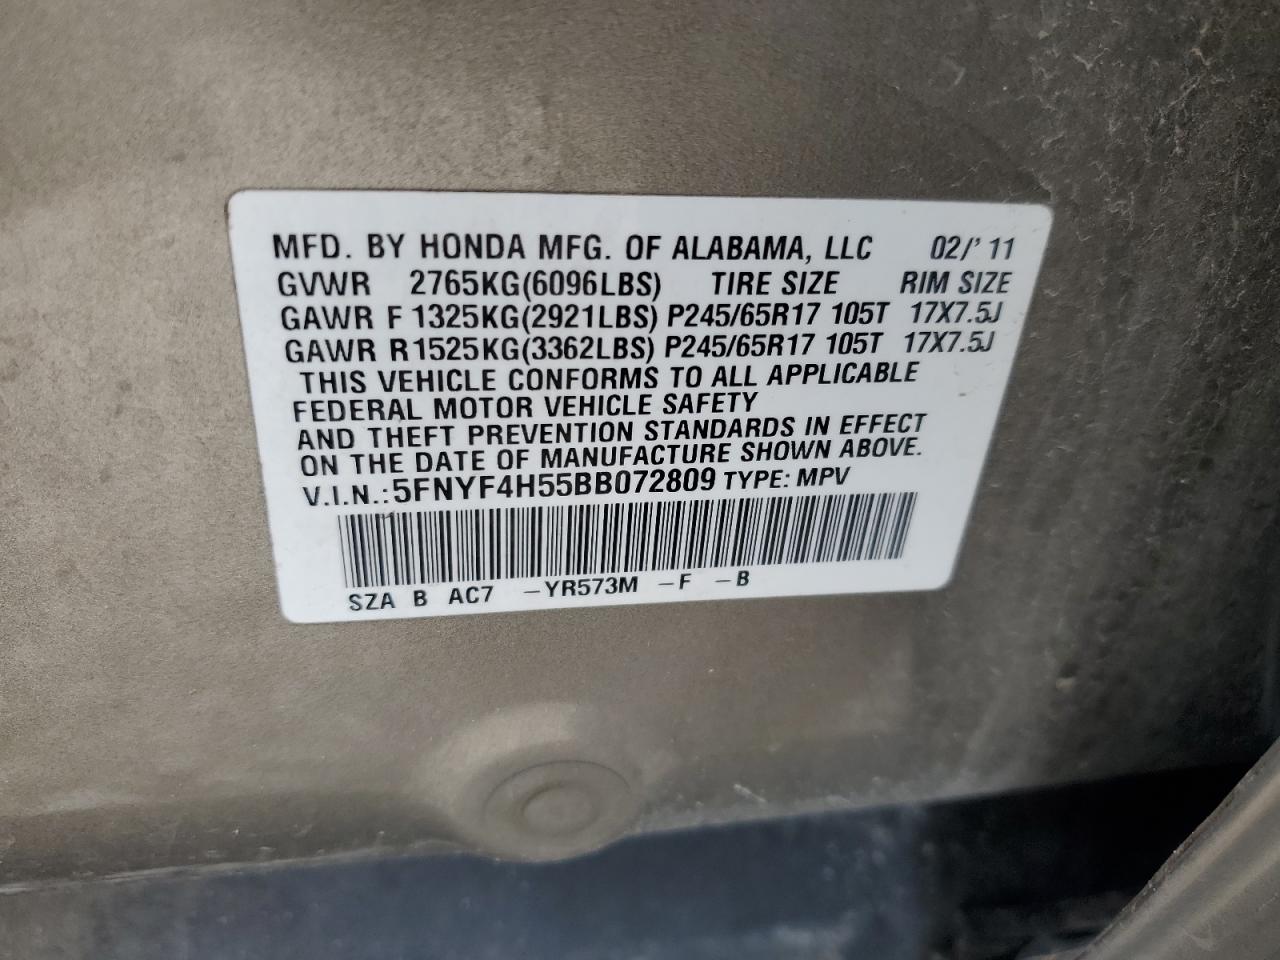 MFD. BY HONDA MFG. OF ALABAMA, LLC 02/'11
GVWR 2765KG(6096LBS) TIRE SIZE RIM SIZE
GAWR F 1325KG(2921LBS) P245/65R17 105T 17X7.5J
GAWR R1525KG(3362LBS) P245/65R17 105T 17X7.5J
THIS VEHICLE CONFORMS TO ALL APPLICABLE
FEDERAL MOTOR VEHICLE SAFETY
AND THEFT PREVENTION STANDARDS IN EFFECT
ON THE DATE OF MANUFACTURE SHOWN ABOVE.
V.I.N.:5FNYF4H55BB072809 TYPE: MPV
SZA B AC7 -YR573M -F -B